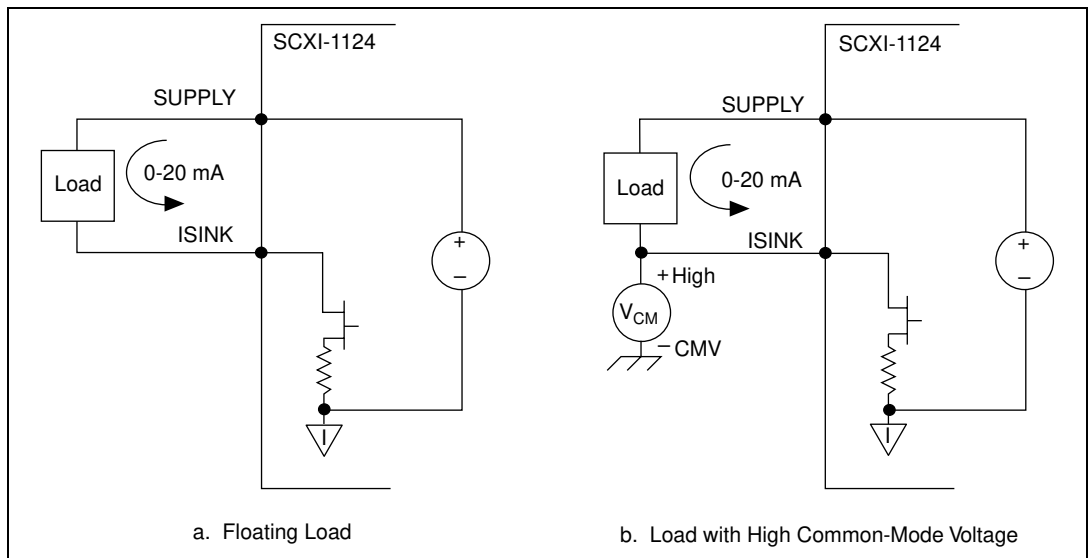 SCXI-1124
SUPPLY
Load
0-20 mA
ISINK
+
–
I
a. Floating Load
SCXI-1124
SUPPLY
Load
0-20 mA
ISINK
+High
VCM
– CMV
+
–
I
b. Load with High Common-Mode Voltage